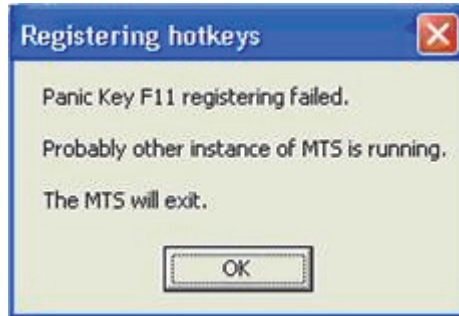 Registering hotkeys
Panic Key F11 registering failed.
Probably other instance of MTS is running.
The MTS will exit.
OK